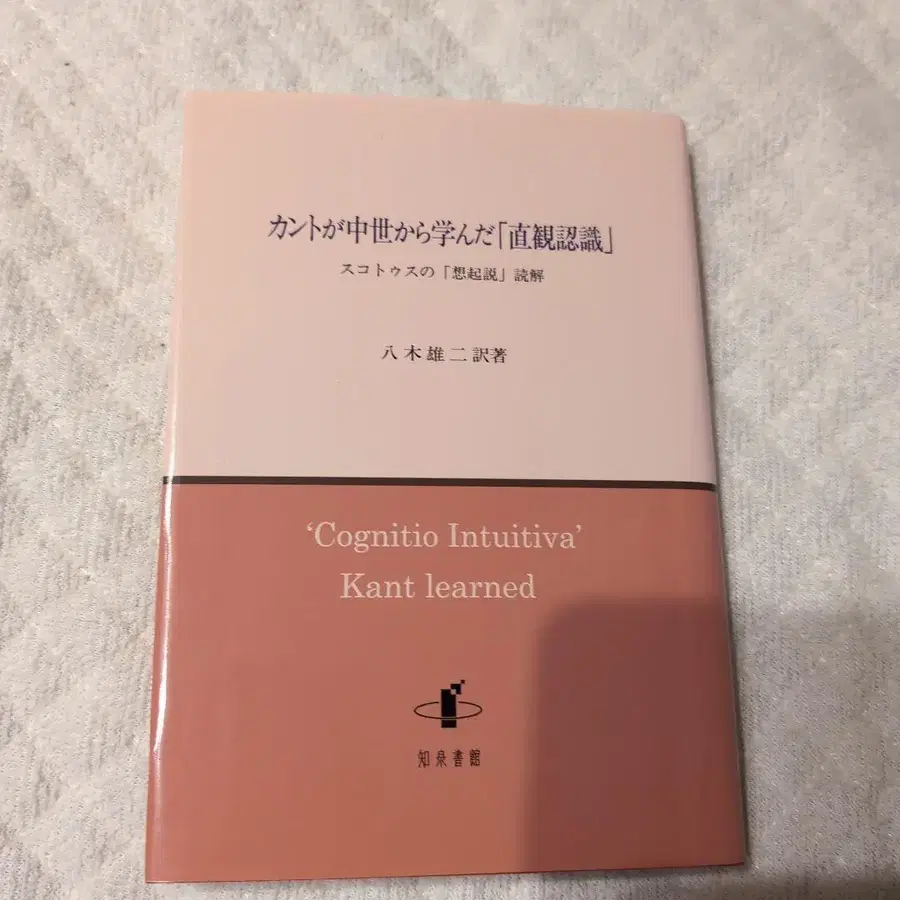 カントが中世から学んだ「直観認識」
スコトゥスの「想起説」読解
八木雄二訳著
‘Cognitio Intuitiva’
Kant learned
知泉書館